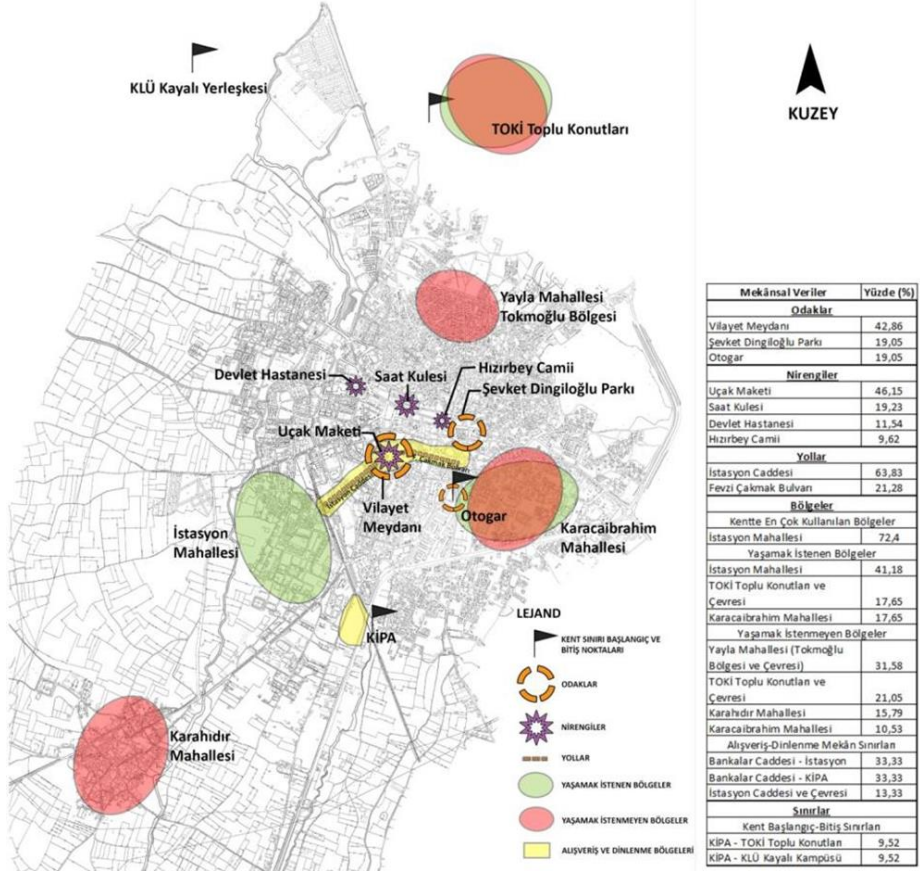 KLÜ Kayalı Yerleşkesi
TOKİ Toplu Konutları
KUZEY
Yayla Mahallesi
Tokmoğlu Bölgesi
Devlet Hastanesi
Saat Kulesi
Hızırbey Camii
Şevket Dingiloğlu Parkı
Uçak Maketi
Çakmak Bulvarı
İstasyon Caddesi
Vilayet
Meydanı
Otogar
İstasyon
Mahallesi
Karacaibrahim
Mahallesi
KİPA
Karahıdır
Mahallesi
LEJAND
KENT SINIRI BAŞLANGIÇ VE
BİTİŞ NOKTALARI
ODAKLAR
NİRENGİLER
YOLLAR
YAŞAMAK İSTENEN BÖLGELER
YAŞAMAK İSTENMEYEN BÖLGELER
ALIŞVERİŞ VE DİNLENME BÖLGELERİ
Mekânsal Veriler Yüzde (%)
Odaklar
Vilayet Meydanı 42,86
Şevket Dingiloğlu Parkı 19,05
Otogar 19,05
Nirengiler
Uçak Maketi 46,15
Saat Kulesi 19,23
Devlet Hastanesi 11,54
Hızırbey Camii 9,62
Yollar
İstasyon Caddesi 63,83
Fevzi Çakmak Bulvarı 21,28
Bölgeler
Kentte En Çok Kullanılan Bölgeler
İstasyon Mahallesi 72,4
Yaşamak İstenen Bölgeler
İstasyon Mahallesi 41,18
TOKİ Toplu Konutları ve
Çevresi 17,65
Karacaibrahim Mahallesi 17,65
Yaşamak İstenmeyen Bölgeler
Yayla Mahallesi (Tokmoğlu
Bölgesi ve Çevresi) 31,58
TOKİ Toplu Konutları ve
Çevresi 21,05
Karahıdır Mahallesi 15,79
Karacaibrahim Mahallesi 10,53
Alışveriş-Dinlenme Mekân Sınırları
Bankalar Caddesi - İstasyon 33,33
Bankalar Caddesi - KİPA 33,33
İstasyon Caddesi ve Çevresi 13,33
Sınırlar
Kent Başlangıç-Bitiş Sınırları
KİPA - TOKİ Toplu Konutları 9,52
KİPA - KLÜ Kayalı Kampüsü 9,52